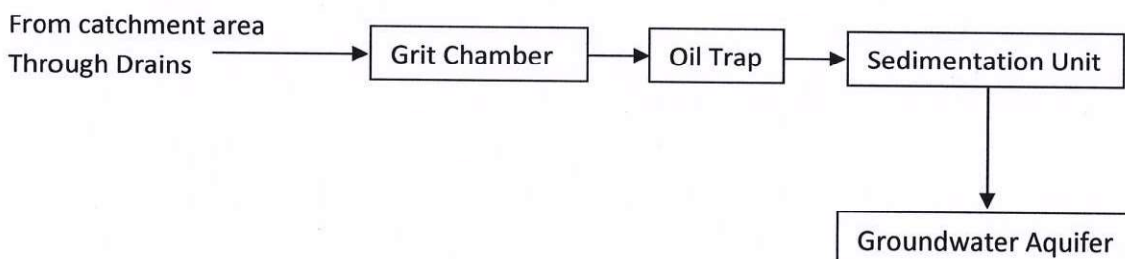 From catchment area
Through Drains
Grit Chamber
Oil Trap
Sedimentation Unit
Groundwater Aquifer